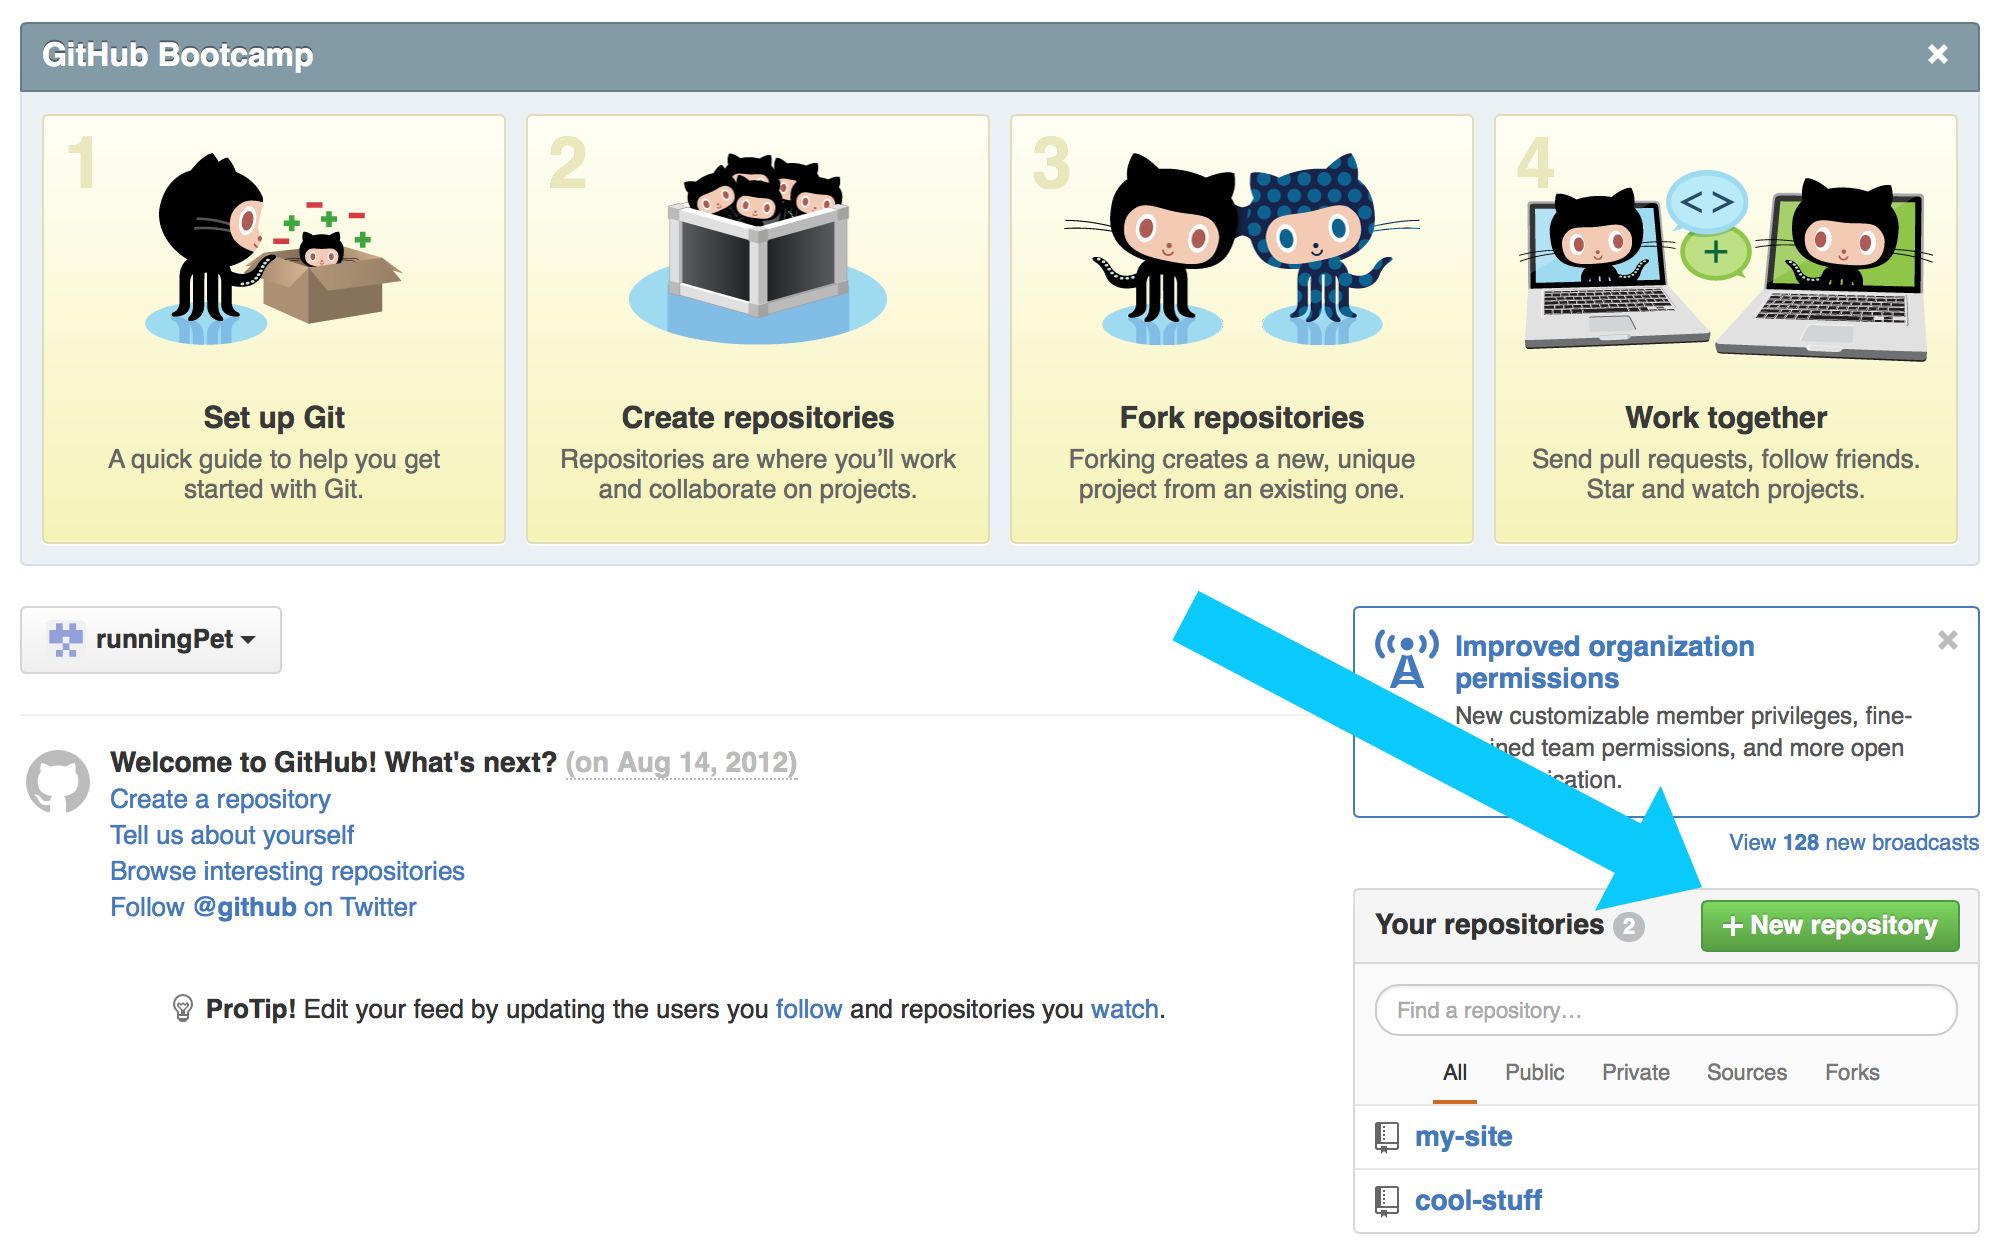 GitHub Bootcamp
1
Set up Git
A quick guide to help you get
started with Git.
2
Create repositories
Repositories are where you’ll work
and collaborate on projects.
3
Fork repositories
Forking creates a new, unique
project from an existing one.
4
<>
+
Work together
Send pull requests, follow friends.
Star and watch projects.
runningPet
Welcome to GitHub! What's next? (on Aug 14, 2012)
Create a repository
Tell us about yourself
Browse interesting repositories
Follow @github on Twitter
ProTip! Edit your feed by updating the users you follow and repositories you watch.
Improved organization
permissions
New customizable member privileges, fine-
team permissions, and more open
View 128 new broadcasts
Your repositories 2
+ New repository
Find a repository…
All Public Private Sources Forks
my-site
cool-stuff